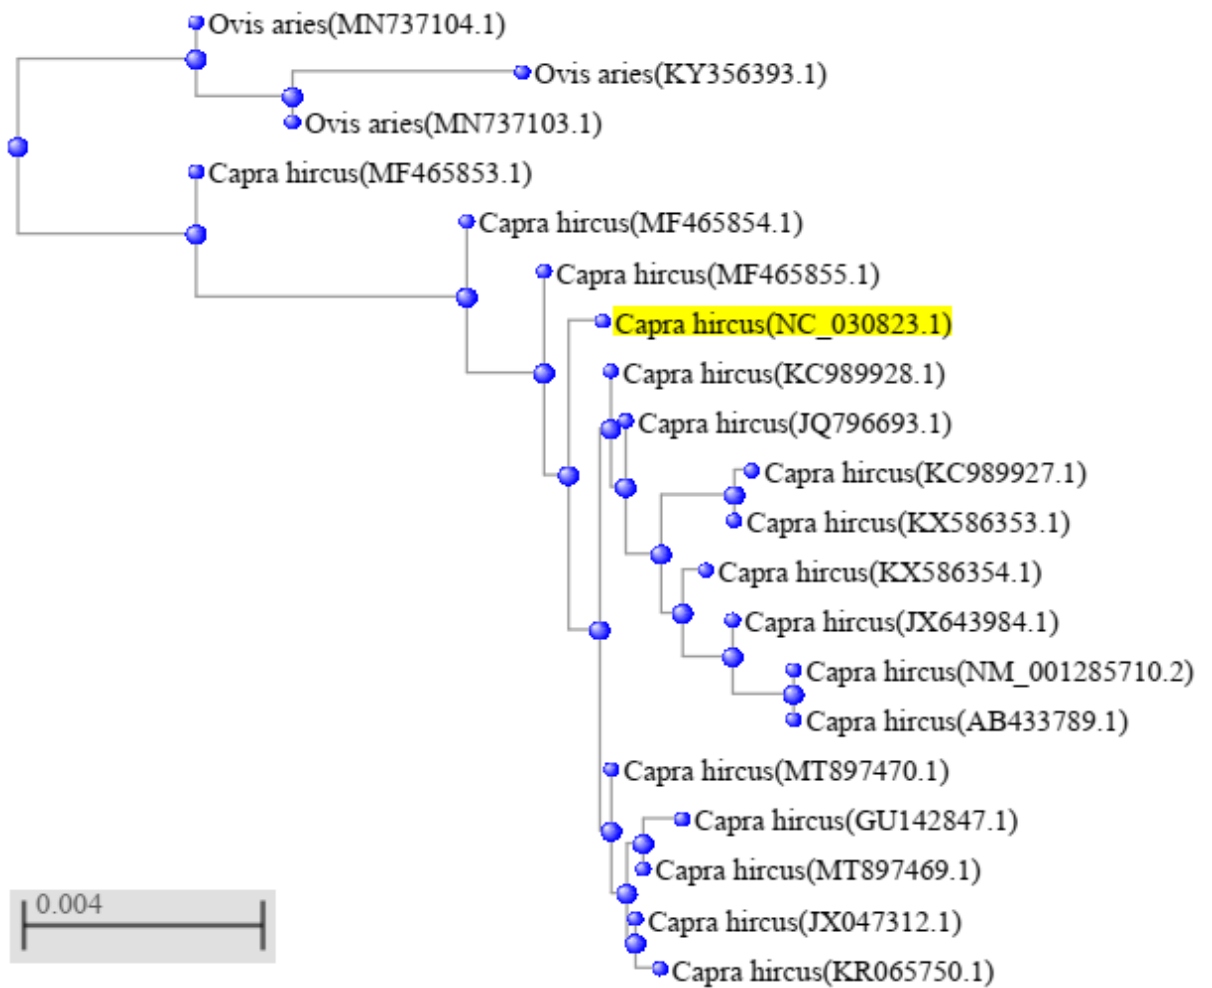 Ovis aries(MN737104.1)
Ovis aries(KY356393.1)
Ovis aries(MN737103.1)
Capra hircus(MF465853.1)
Capra hircus(MF465854.1)
Capra hircus(MF465855.1)
Capra hircus(NC_030823.1)
Capra hircus(KC989928.1)
Capra hircus(JQ796693.1)
Capra hircus(KC989927.1)
Capra hircus(KX586353.1)
Capra hircus(KX586354.1)
Capra hircus(JX643984.1)
Capra hircus(NM_001285710.2)
Capra hircus(AB433789.1)
Capra hircus(MT897470.1)
Capra hircus(GU142847.1)
Capra hircus(MT897469.1)
0.004
Capra hircus(JX047312.1)
Capra hircus(KR065750.1)